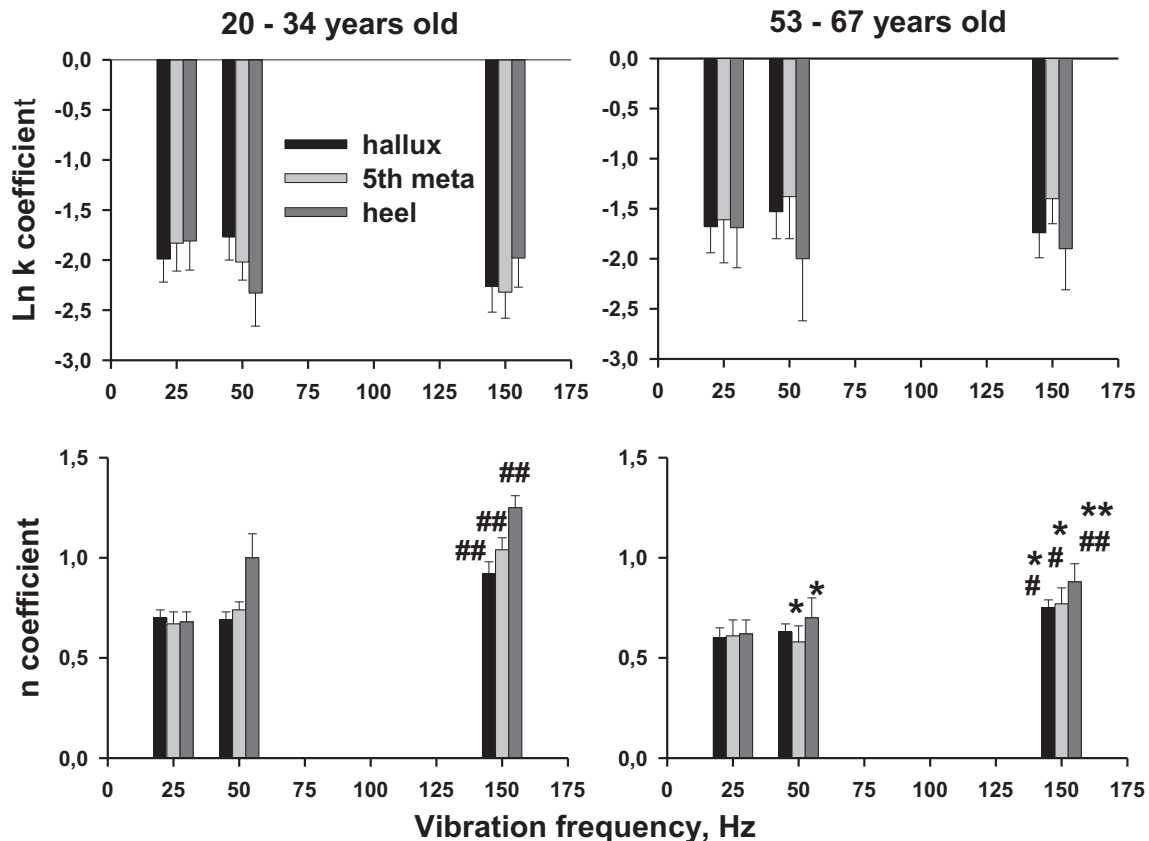 20 - 34 years old
53 - 67 years old
Ln k coefficient
0,0
-0,5
-1,0
-1,5
-2,0
-2,5
-3,0
hallux
5th meta
heel
0 25 50 75 100 125 150 175
0,0
-0,5
-1,0
-1,5
-2,0
-2,5
-3,0
0 25 50 75 100 125 150 175
n coefficient
1,5
1,0
0,5
0,0
##
##
##
0 25 50 75 100 125 150 175
1,5
1,0
0,5
0,0
* *
*
#
*
#
**
##
0 25 50 75 100 125 150 175
Vibration frequency, Hz